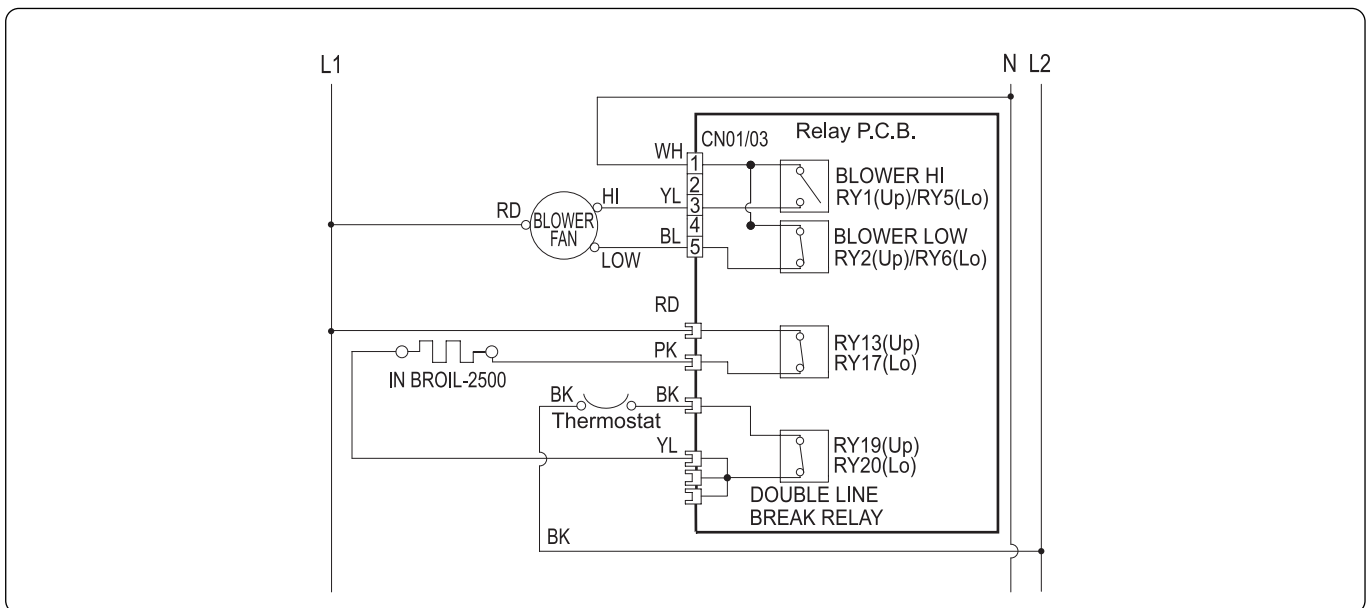 L1
N L2
Relay P.C.B.
CN01/03
WH
1
2
3
4
5
BLOWER HI
RY1(Up)/RY5(Lo)
HI
YL
RD
BLOWER
FAN
BL
LOW
BLOWER LOW
RY2(Up)/RY6(Lo)
RD
PK
IN BROIL-2500
RY13(Up)
RY17(Lo)
BK
BK
Thermostat
YL
RY19(Up)
RY20(Lo)
DOUBLE LINE
BREAK RELAY
BK